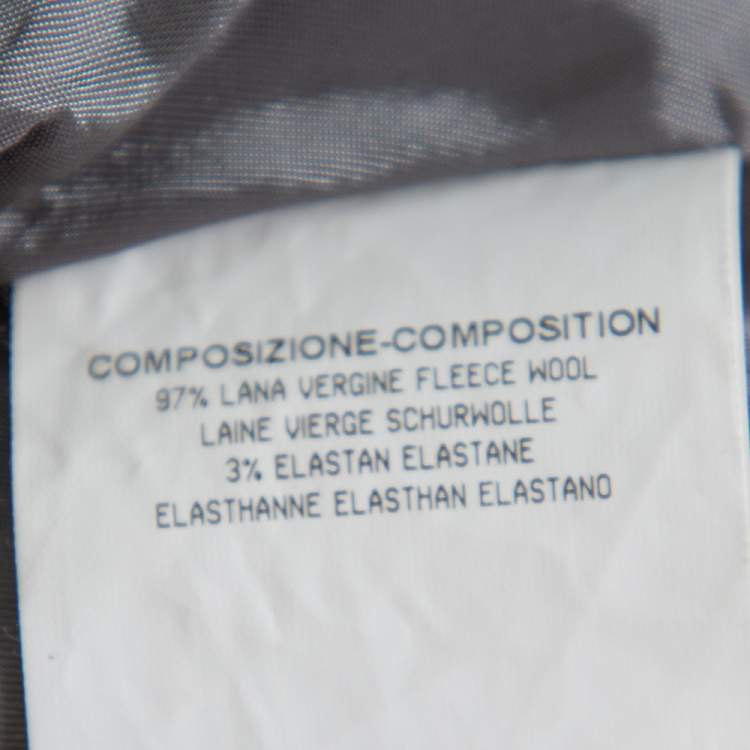 COMPOSIZIONE-COMPOSITION
97% LANA VERGINE FLEECE WOOL
LAINE VIERGE SCHURWOLLE
3% ELASTAN ELASTANE
ELASTHANNE ELASTHAN ELASTANO